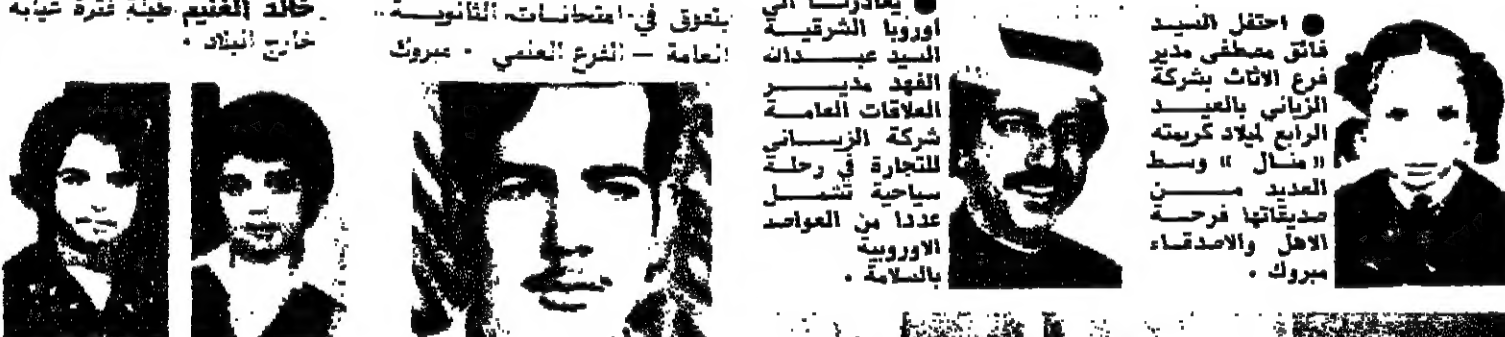 ● احتفل السيد
فائق مصطفى مدير
فرع الاثاث بشركة
الزياني بالعيد
الرابع لميلاد كريمته
« منال » وسط
العديد من
صديقاتها فرحة
الاهل والاصدقاء
مبروك .
● يغادرنا الى
اوروبا الشرقية
السيد عبدالله
الفهد مدير
العلاقات العامة
شركة الزياني
للتجارة في رحلة
سياحية تشمل
عددا من العواصم
الاوروبية
بالسلامة .
بتفوق في امتحانات الثانوية
العامة – الفرع العلمي . مبروك
خالد الغنيم طيلة فترة غيابه
خارج البلاد .